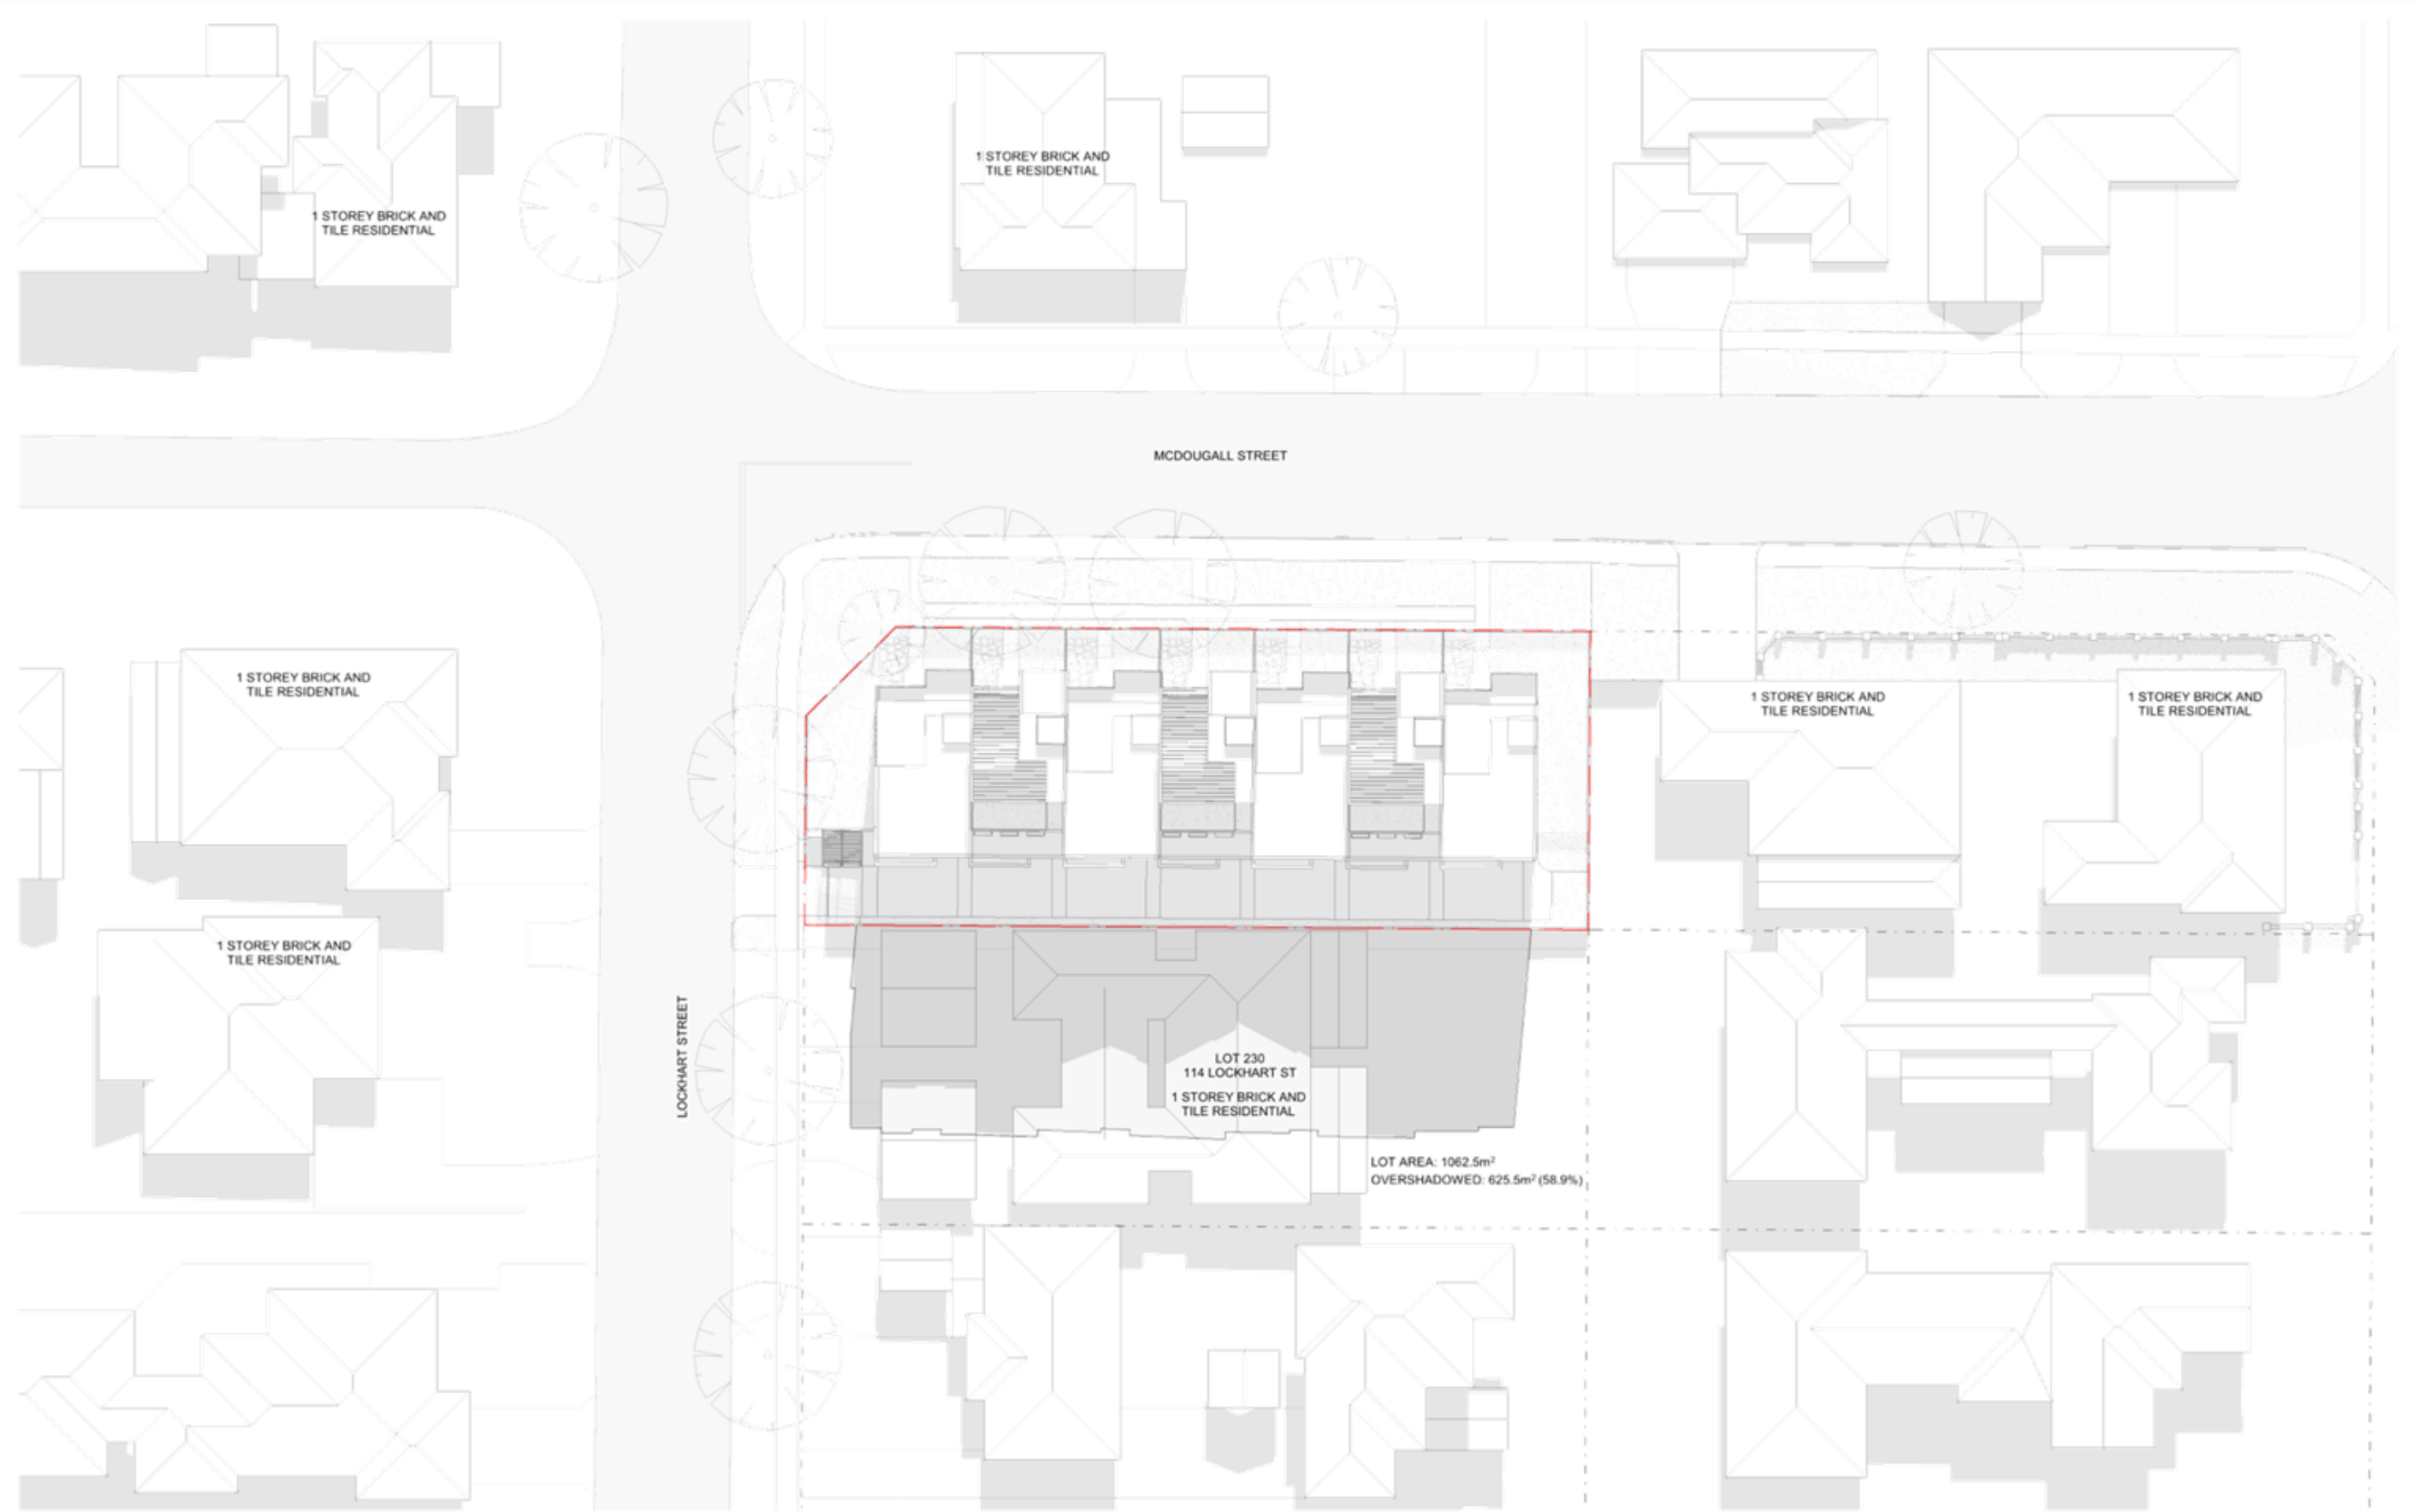 1 STOREY BRICK AND
TILE RESIDENTIAL
1 STOREY BRICK AND
TILE RESIDENTIAL
MCDOUGALL STREET
1 STOREY BRICK AND
TILE RESIDENTIAL
1 STOREY BRICK AND
TILE RESIDENTIAL
1 STOREY BRICK AND
TILE RESIDENTIAL
1 STOREY BRICK AND
TILE RESIDENTIAL
LOCKHART STREET
LOT 230
114 LOCKHART ST
1 STOREY BRICK AND
TILE RESIDENTIAL
LOT AREA: 1062.5m²
OVERSHADOWED: 625.5m² (58.9%)